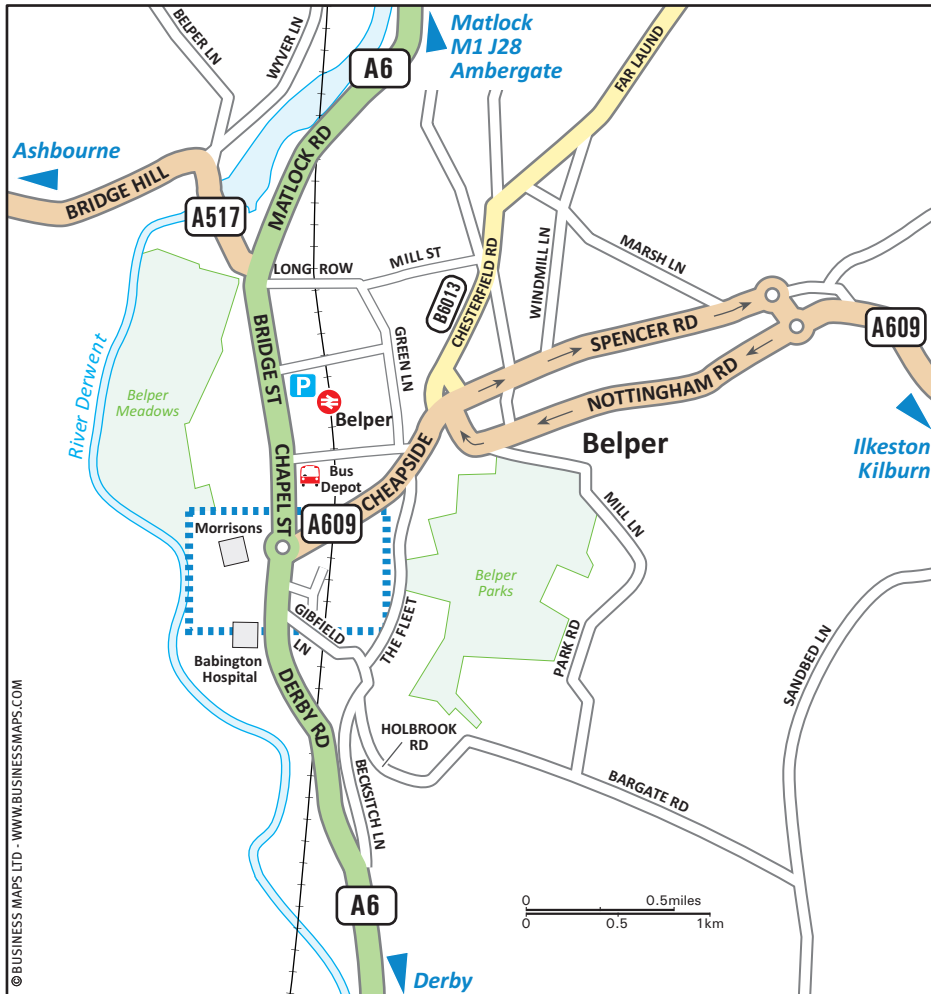 BELPER LN
WYVER LN
A6
Matlock
M1 J28
Ambergate
FAR LAUND
Ashbourne
BRIDGE HILL
A517
MATLOCK RD
LONG ROW
MILL ST
CHESTERFIELD RD
B6013
WINDMILL LN
MARSH LN
SPENCER RD
A609
NOTTINGHAM RD
Ilkeston
Kilburn
River Derwent
Belper
Meadows
BRIDGE ST
GREEN LN
P
Belper
Belper
CHAPEL ST
Bus
Depot
CHEAPSIDE
A609
Morrisons
MILL LN
Belper
Parks
GIBFIELD
LN
THE FLEET
PARK RD
SANDBED LN
Babington
Hospital
DERBY RD
HOLBROOK
RD
BECKSITCH LN
BARGATE RD
0 0.5miles
0 0.5 1km
A6
Derby
©BUSINESS MAPS LTD - WWW.BUSINESSMAPS.COM